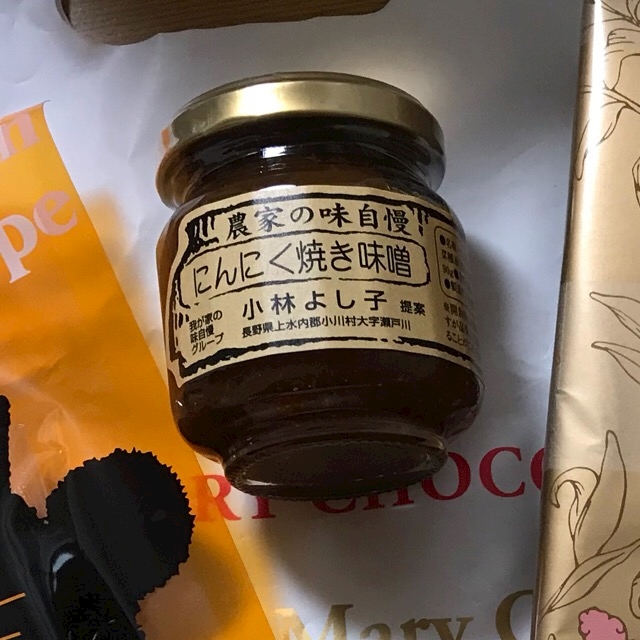 農家の味自慢
にんにく焼き味噌
我が家の
味自慢
グループ
小林よし子 提案
長野県上水内郡小川村大字瀬戸川
pe
RY CHOCO
Mary C